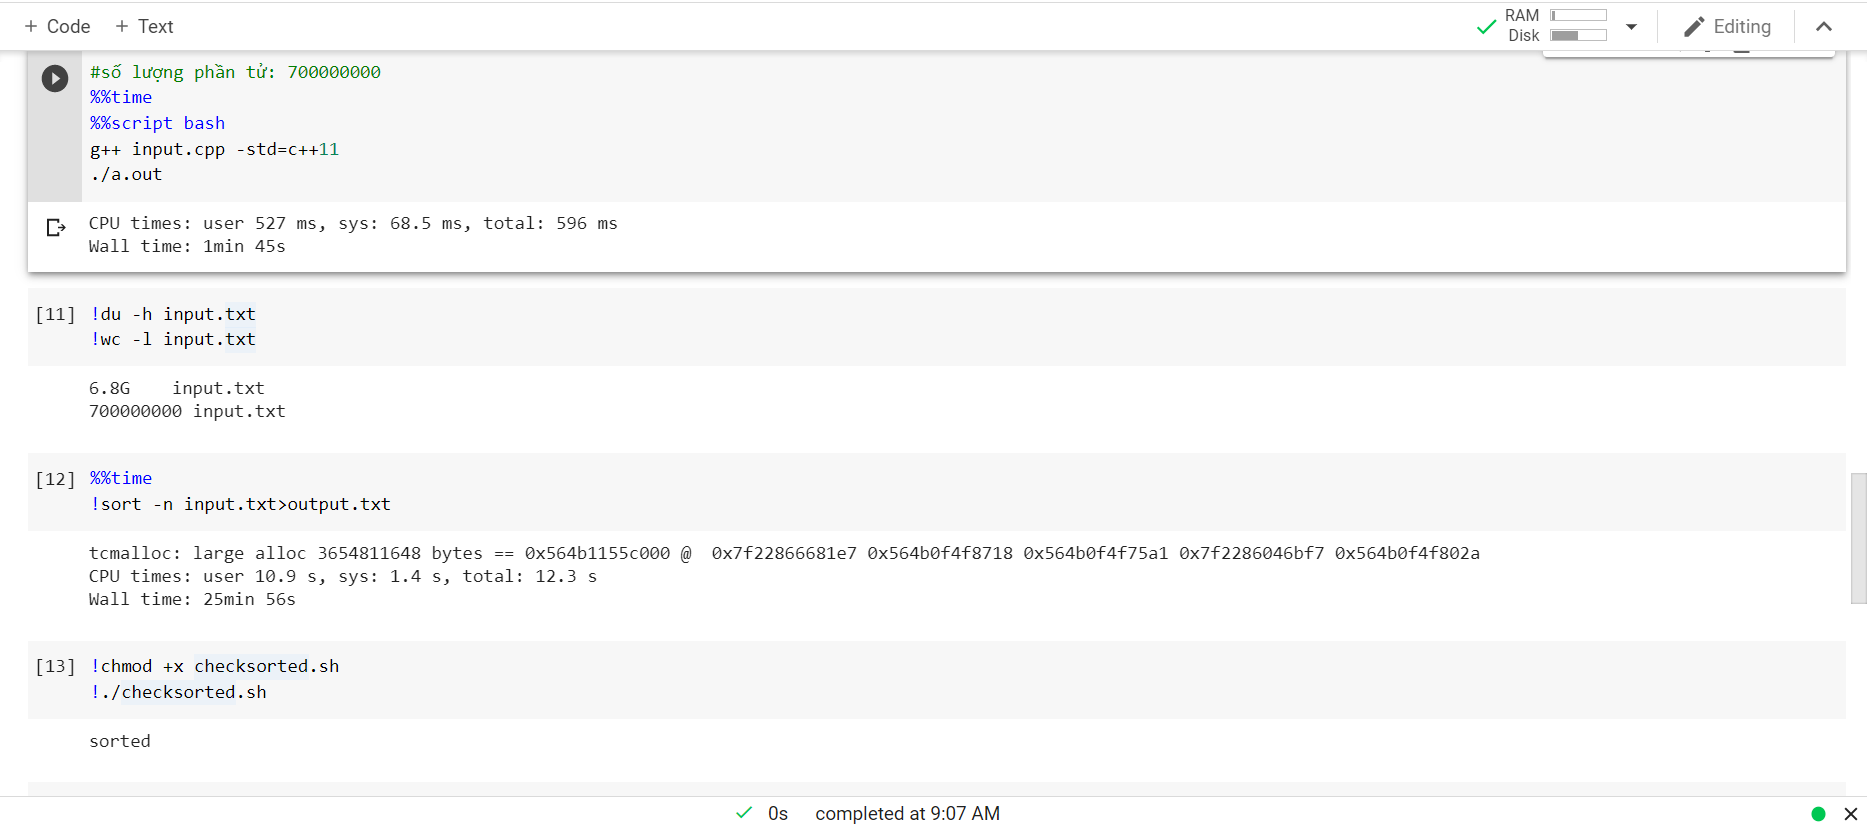 + Code + Text
RAM
Disk
Editing
#số lượng phần tử: 700000000
%%time
%%script bash
g++ input.cpp -std=c++11
./a.out
CPU times: user 527 ms, sys: 68.5 ms, total: 596 ms
Wall time: 1min 45s
[11] !du -h input.txt
!wc -l input.txt
6.8G input.txt
700000000 input.txt
[12] %%time
!sort -n input.txt>output.txt
tcmalloc: large alloc 3654811648 bytes == 0x564b1155c000 @ 0x7f22866681e7 0x564b0f4f8718 0x564b0f4f75a1 0x7f2286046bf7 0x564b0f4f802a
CPU times: user 10.9 s, sys: 1.4 s, total: 12.3 s
Wall time: 25min 56s
[13] !chmod +x checksorted.sh
!./checksorted.sh
sorted
0s completed at 9:07 AM